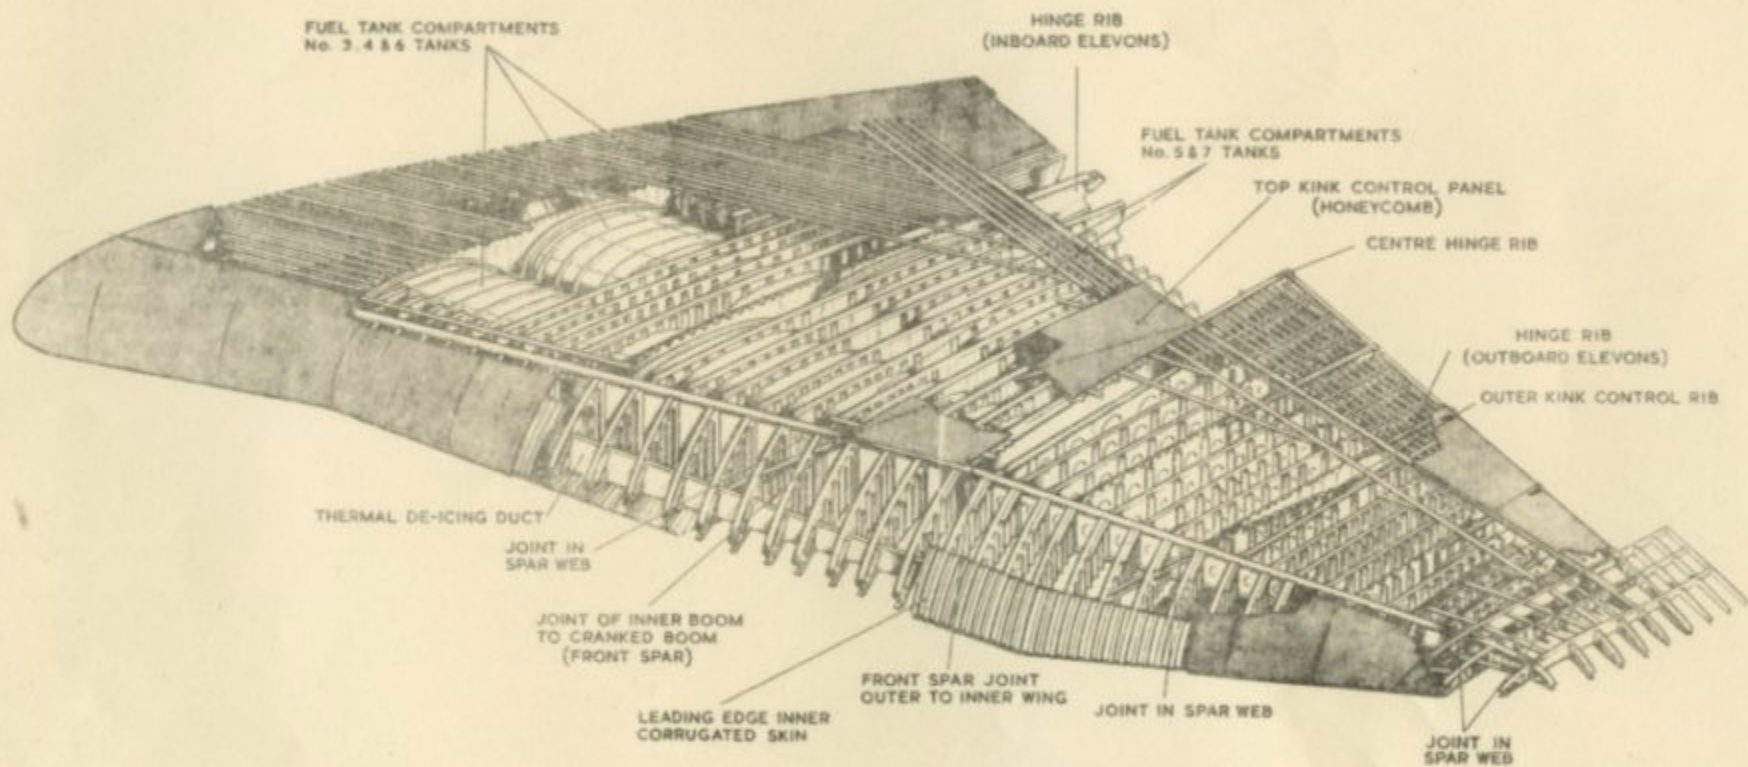 FUEL TANK COMPARTMENTS
No. 3.4 & 6 TANKS
HINGE RIB
(INBOARD ELEVONS)
FUEL TANK COMPARTMENTS
No. 5 & 7 TANKS
TOP KINK CONTROL PANEL
(HONEYCOMB)
CENTRE HINGE RIB
HINGE RIB
(OUTBOARD ELEVONS)
OUTER KINK CONTROL RIB
THERMAL DE-ICING DUCT
JOINT IN
SPAR WEB
JOINT OF INNER BOOM
TO CRANKED BOOM
(FRONT SPAR)
LEADING EDGE INNER
CORRUGATED SKIN
FRONT SPAR JOINT
OUTER TO INNER WING
JOINT IN SPAR WEB
JOINT IN
SPAR WEB